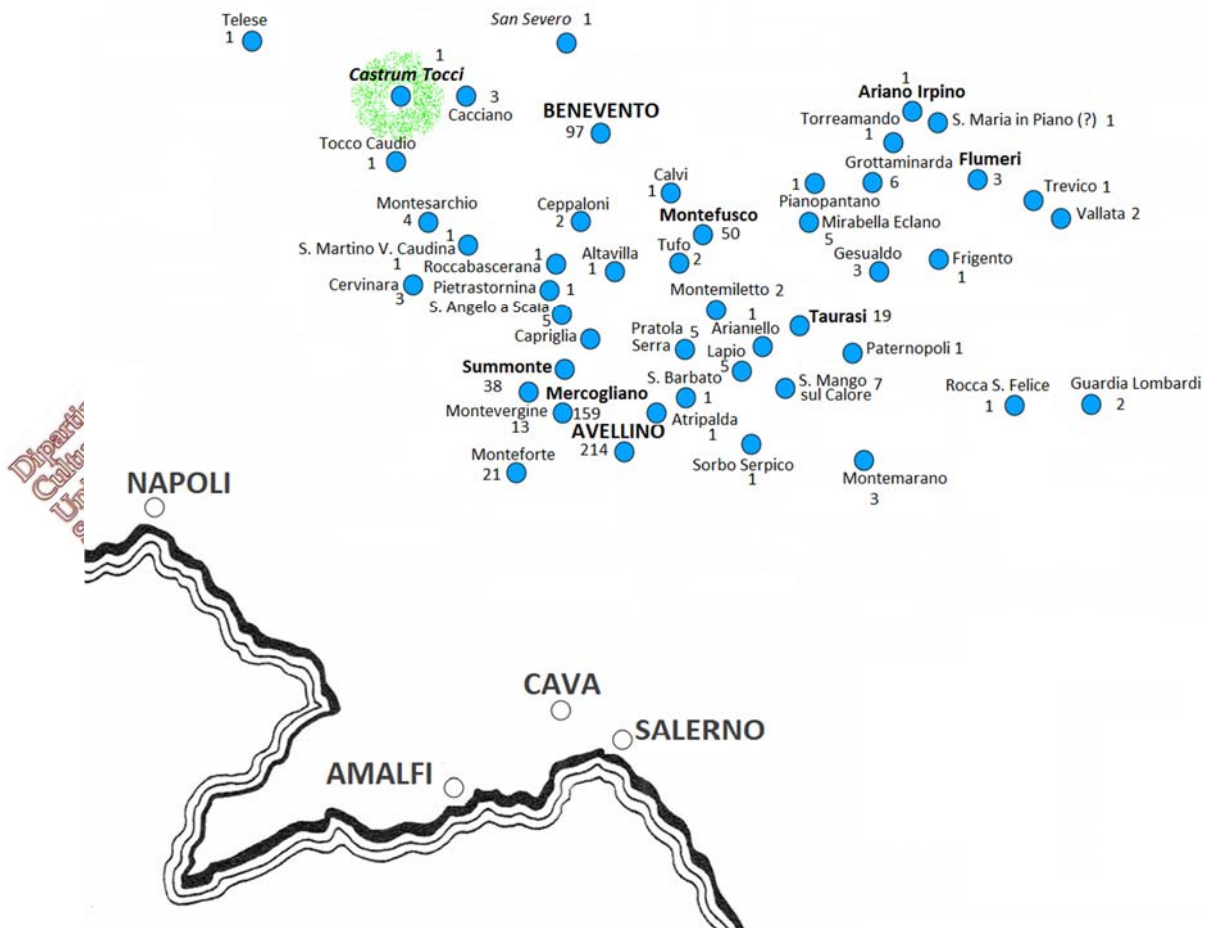 Telese
1
San Severo 1
1
Castrum Tocci
3
Cacciano
BENEVENTO
97
1
Ariano Irpino
Torreamando
1
S. Maria in Piano (?) 1
Tocco Caudio
1
Calvi
1
Grottaminarda
6
Flumeri
3
1
Pianopantano
Trevico 1
Vallata 2
Montesarchio
4
Ceppaloni
2
Montefusco
50
Mirabella Eclano
5
1
S. Martino V. Caudina
Altavilla
1
Tufo
2
Gesualdo
3
Frigento
1
1
Roccabascerana
1
Cervinara
3
Pietrastornina
1
S. Angelo a Scala
5
Montemiletto 2
1
Arianiello
Taurasi 19
Capriglia
Pratola
Serra
5
Lapio
5
Paternopoli 1
Summonte
38
S. Barbato
1
S. Mango
sul Calore
7
Rocca S. Felice
1
Guardia Lombardi
2
Montevergine
13
Mercogliano
159
Atripalda
1
AVELLINO
214
Monteforte
21
Sorbo Serpico
1
Montemarano
3
NAPOLI
CAVA
SALERNO
AMALFI